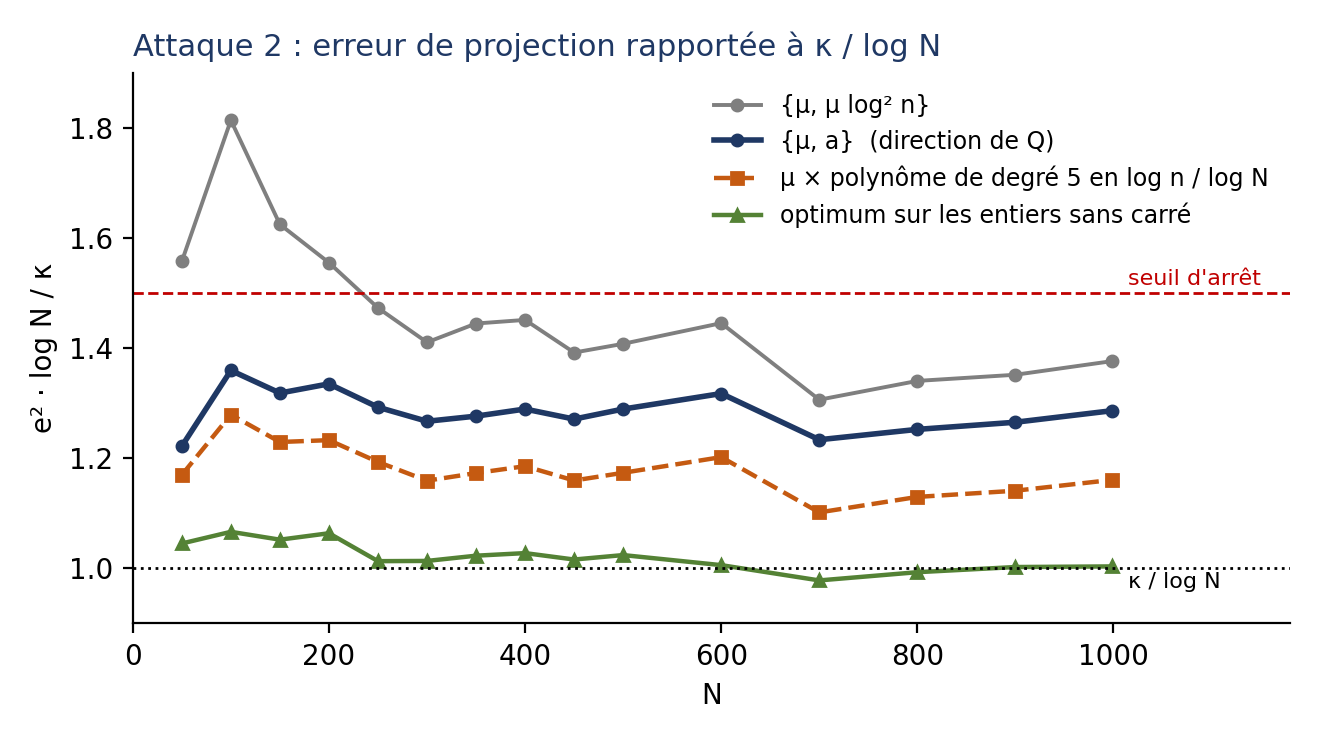 Attaque 2 : erreur de projection rapportée à κ / log N
{μ, μ log² n}
{μ, a}  (direction de Q)
μ × polynôme de degré 5 en log n / log N
optimum sur les entiers sans carré
seuil d'arrêt
κ / log N
e² · log N / κ
1.8
1.6
1.4
1.2
1.0
0
200
400
600
800
1000
N